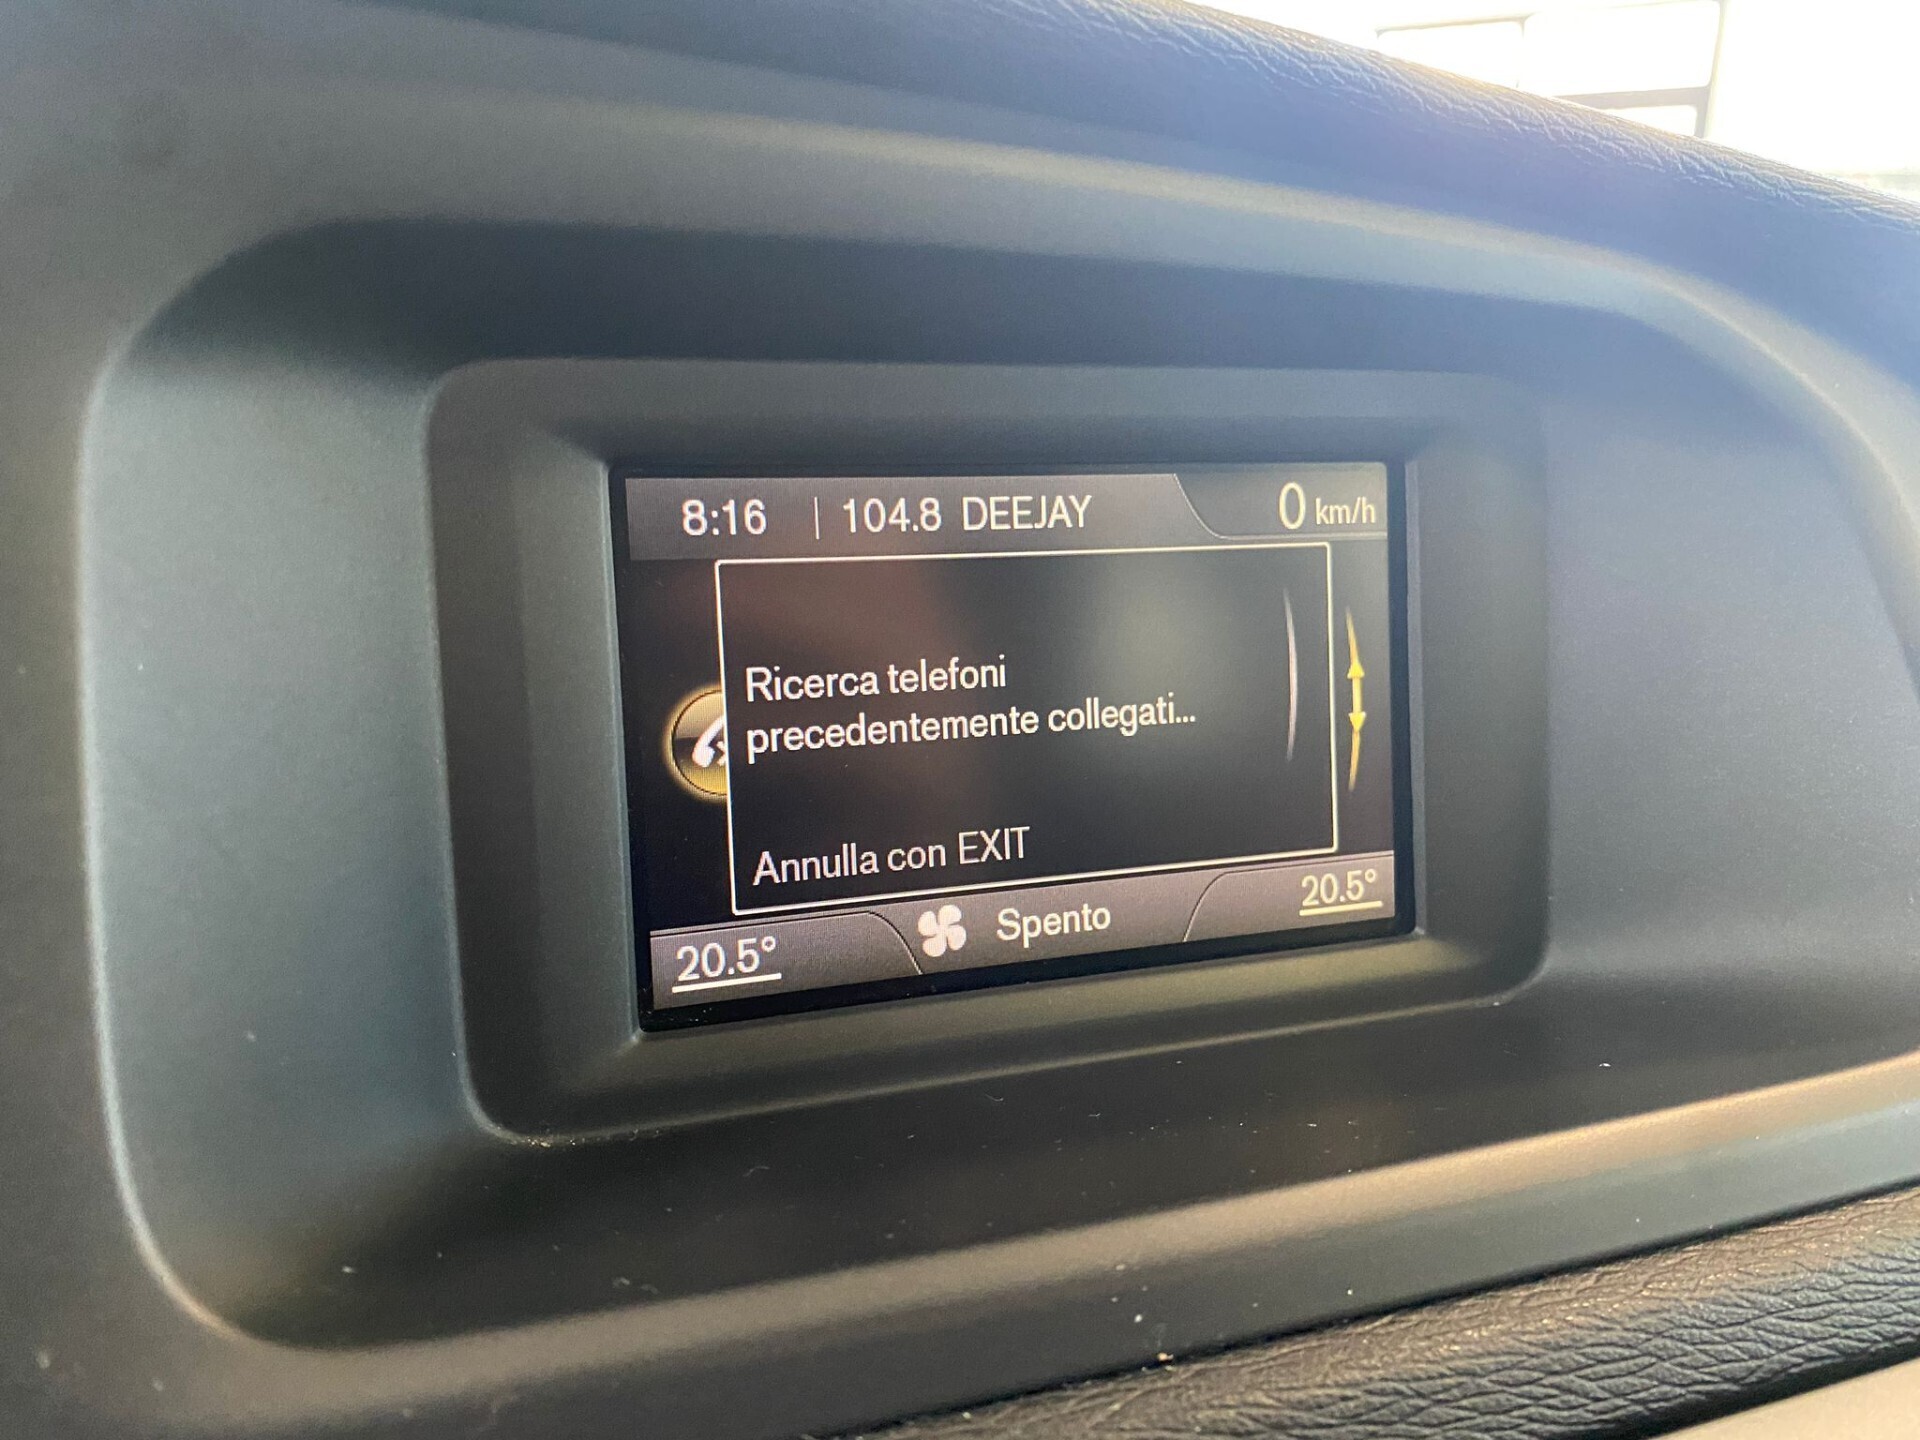 8:16 | 104.8 DEEJAY 0 km/h
Ricerca telefoni
precedentemente collegati...
Annulla con EXIT
20.5° Spento 20.5°